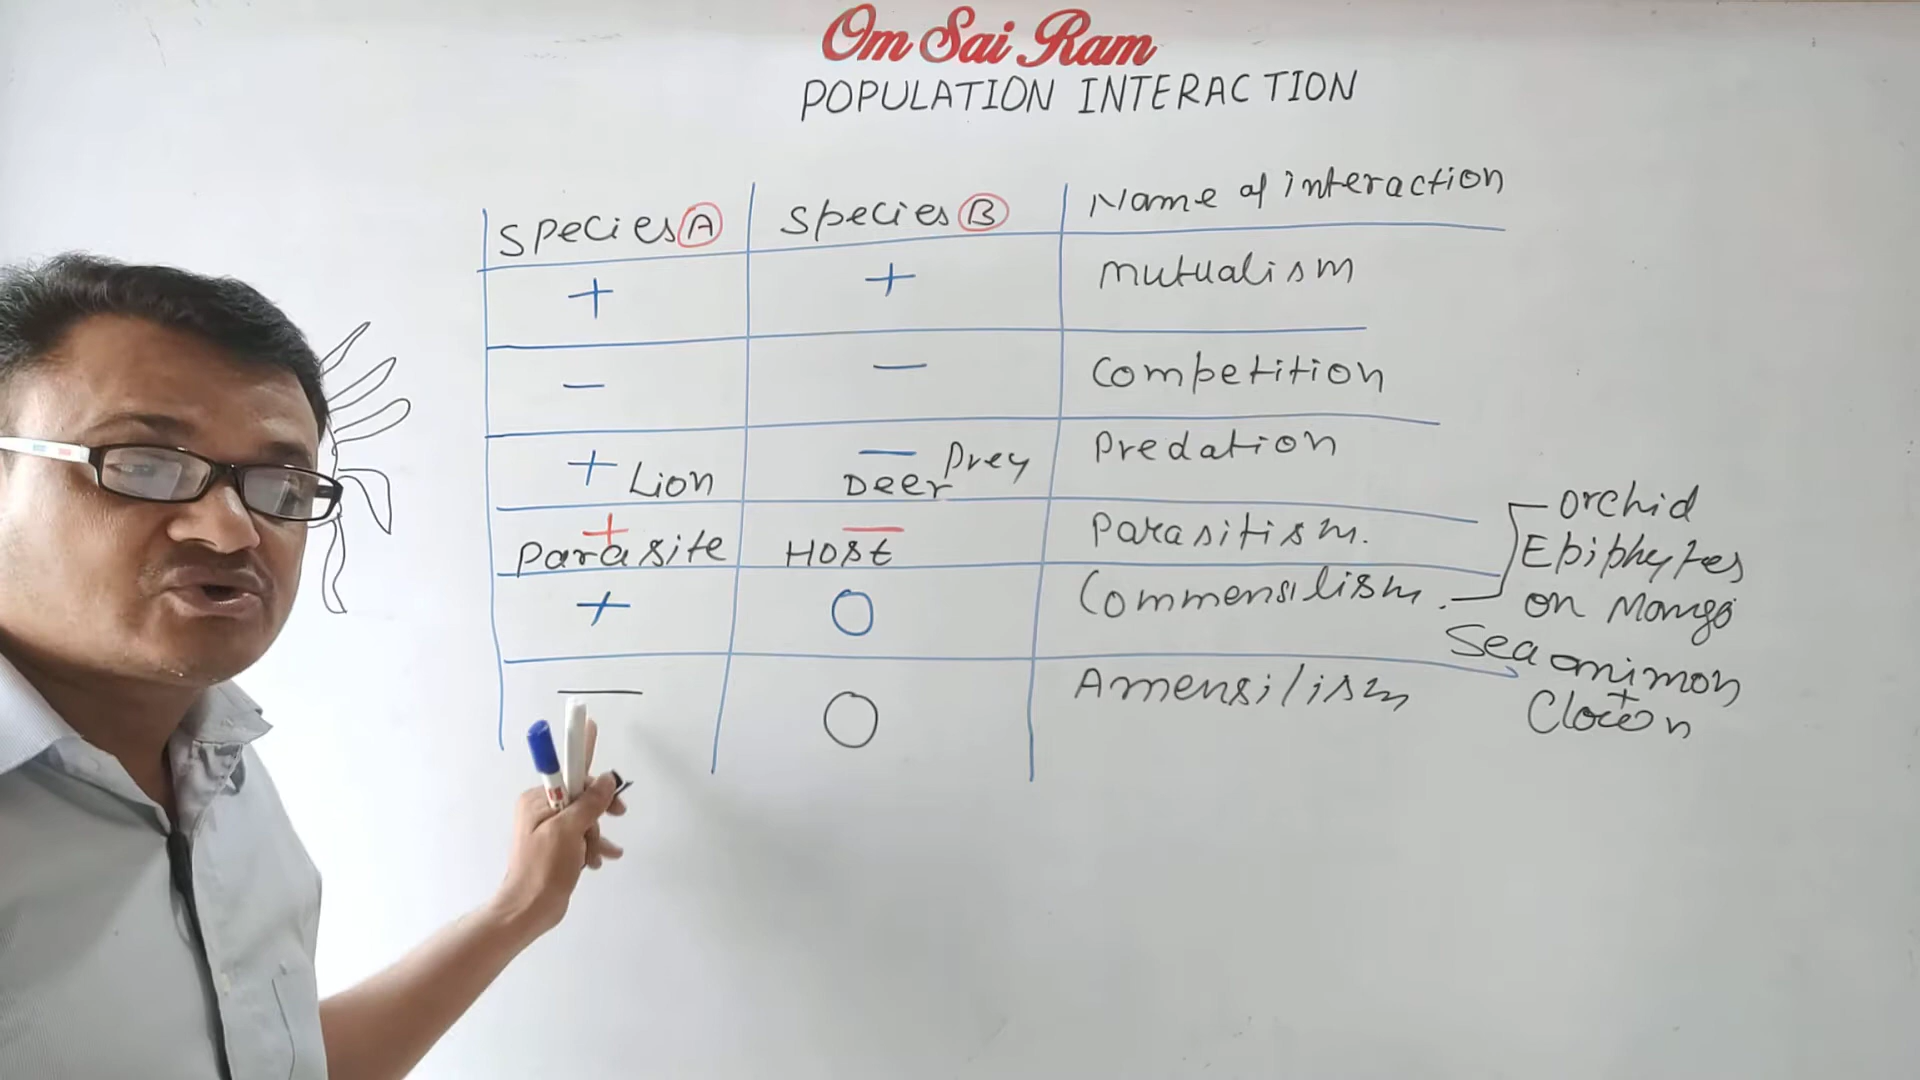 Om Sai Ram
POPULATION INTERACTION
Species A Species B Name of interaction
+ + Mutualism
— — Competition
+ Lion — Deer Prey Predation
+ Parasite — Host Parasitism.
+ O Commensilism.
— O Amensilism
Orchid
Epiphytes
on Mango
Sea animon
+
Clown